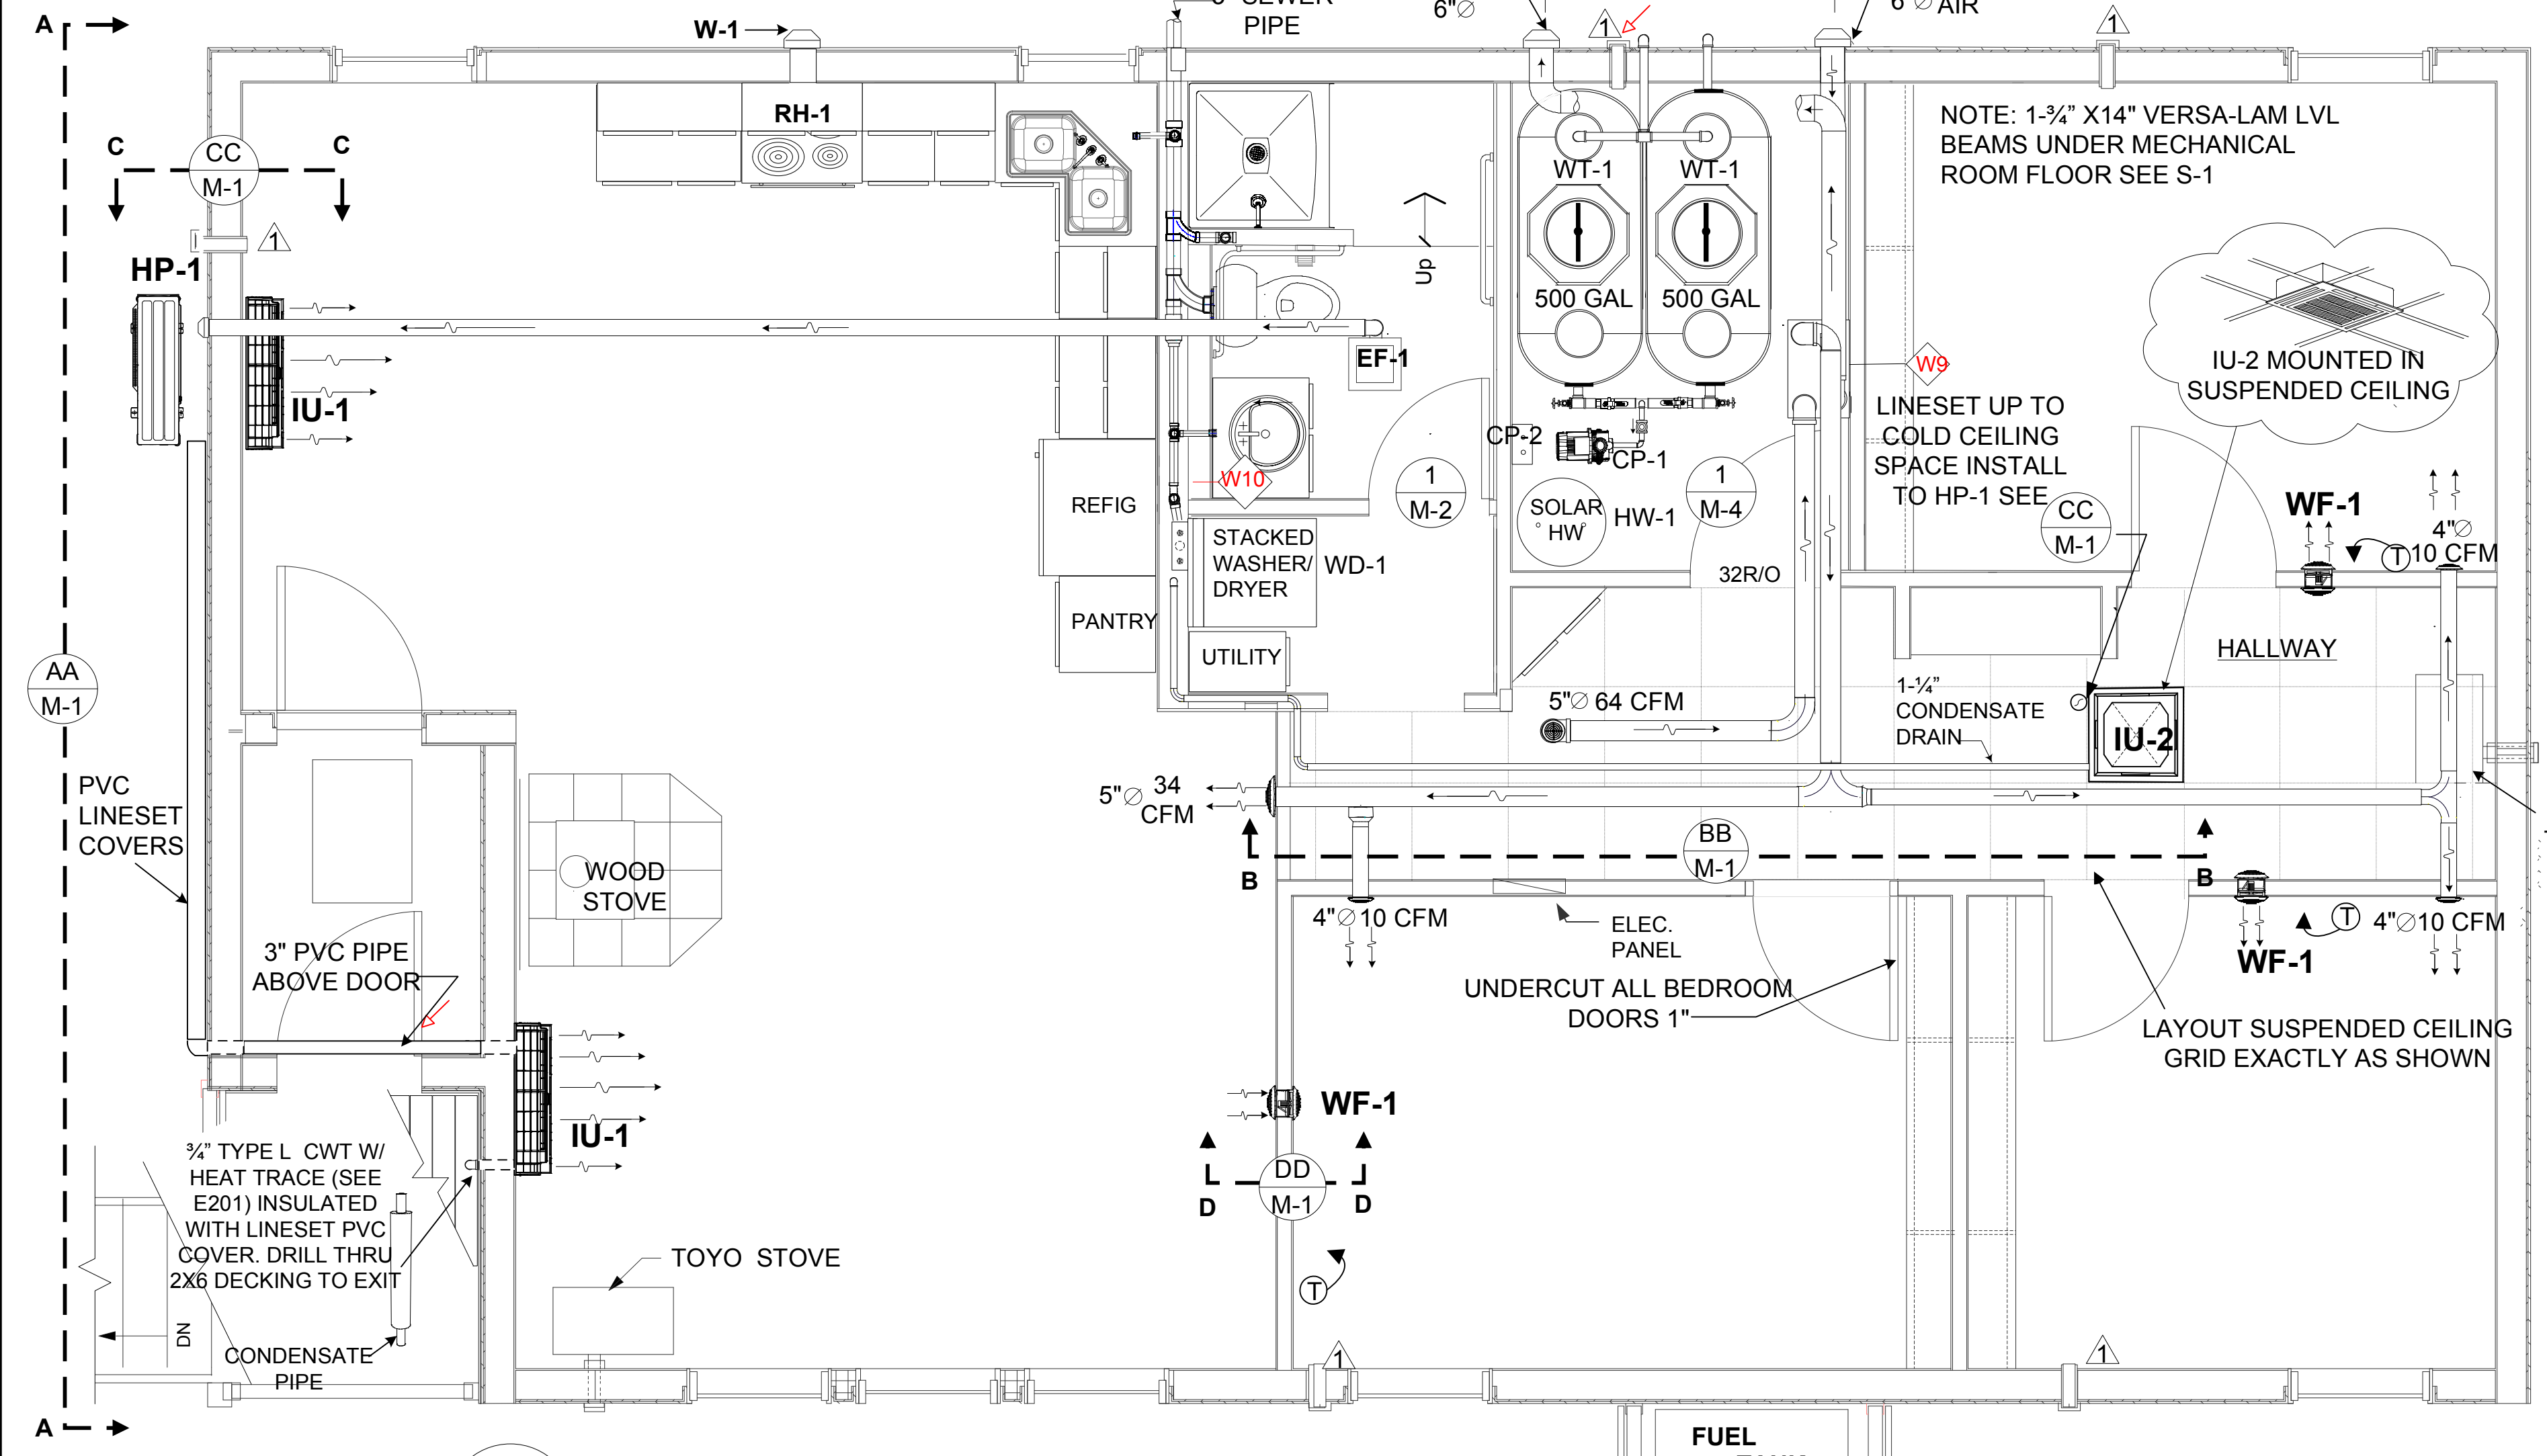 A
W-1
SEWER
PIPE
6"∅
1
6"∅ AIR
1
RH-1
C
CC
M-1
C
1
HP-1
IU-1
WT-1
WT-1
500 GAL
500 GAL
Up
EF-1
NOTE: 1-¾” X14" VERSA-LAM LVL
BEAMS UNDER MECHANICAL
ROOM FLOOR SEE S-1
IU-2 MOUNTED IN
SUSPENDED CEILING
W9
LINESET UP TO
COLD CEILING
SPACE INSTALL
TO HP-1 SEE
CC
M-1
CP-2
CP-1
W10
1
M-2
1
M-4
SOLAR
HW
HW-1
REFIG
STACKED
WASHER/
DRYER
WD-1
PANTRY
UTILITY
32R/O
WF-1
4"∅
10 CFM
T
HALLWAY
AA
M-1
5"∅ 64 CFM
1-¼”
CONDENSATE
DRAIN
IU-2
PVC
LINESET
COVERS
5"∅ 34
CFM
WOOD
STOVE
B
BB
M-1
B
3" PVC PIPE
ABOVE DOOR
4"∅10 CFM
ELEC.
PANEL
T
4"∅10 CFM
WF-1
UNDERCUT ALL BEDROOM
DOORS 1"
LAYOUT SUSPENDED CEILING
GRID EXACTLY AS SHOWN
WF-1
IU-1
¾” TYPE L CWT W/
HEAT TRACE (SEE
E201) INSULATED
WITH LINESET PVC
COVER. DRILL THRU
2X6 DECKING TO EXIT
D
DD
M-1
D
TOYO STOVE
T
DN
CONDENSATE
PIPE
1
1
A
FUEL